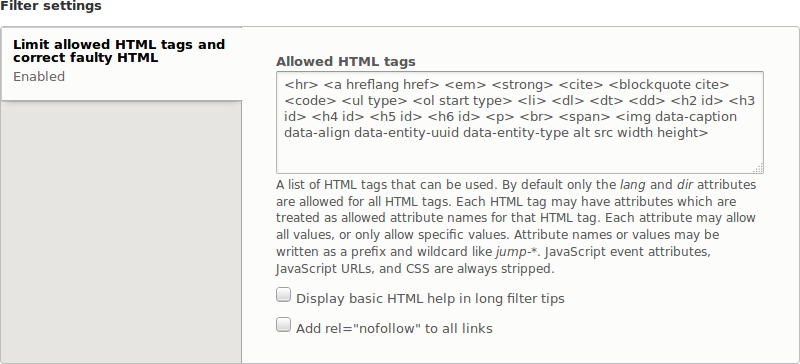 Filter settings
Limit allowed HTML tags and
correct faulty HTML
Enabled
Allowed HTML tags
<hr> <a hreflang href> <em> <strong> <cite> <blockquote cite>
<code> <ul type> <ol start type> <li> <dl> <dt> <dd> <h2 id> <h3
id> <h4 id> <h5 id> <h6 id> <p> <br> <span> <img data-caption
data-align data-entity-uuid data-entity-type alt src width height>
A list of HTML tags that can be used. By default only the lang and dir attributes
are allowed for all HTML tags. Each HTML tag may have attributes which are
treated as allowed attribute names for that HTML tag. Each attribute may allow
all values, or only allow specific values. Attribute names or values may be
written as a prefix and wildcard like jump-*. JavaScript event attributes,
JavaScript URLs, and CSS are always stripped.
Display basic HTML help in long filter tips
Add rel="nofollow" to all links